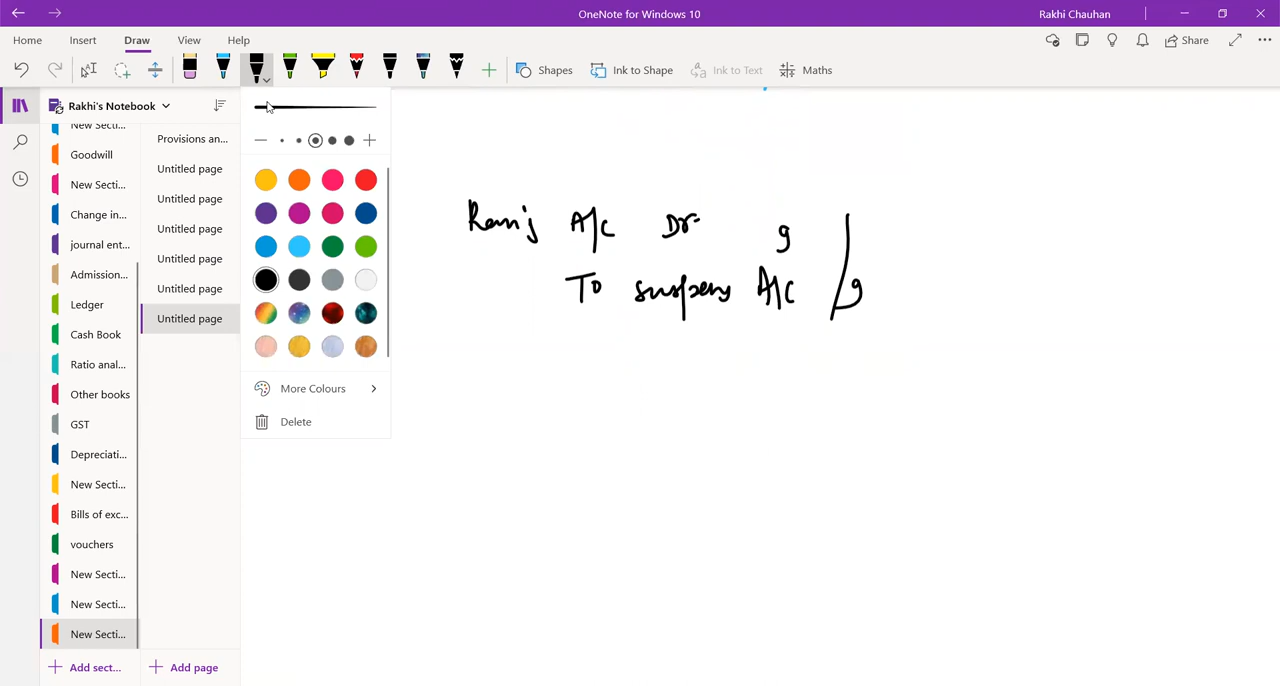 OneNote for Windows 10
Rakhi Chauhan
Home
Insert
Draw
View
Help
Share
Shapes
Ink to Shape
Ink to Text
Maths
Rakhi's Notebook
New Secti...
Goodwill
New Secti...
Change in...
journal ent...
Admission...
Ledger
Cash Book
Ratio anal...
Other books
GST
Depreciati...
New Secti...
Bills of exc...
vouchers
New Secti...
New Secti...
New Secti...
Add sect...
Provisions an...
Untitled page
Untitled page
Untitled page
Untitled page
Untitled page
Untitled page
Add page
More Colours
Delete
A/c Dr 9
To suspens A/c 9